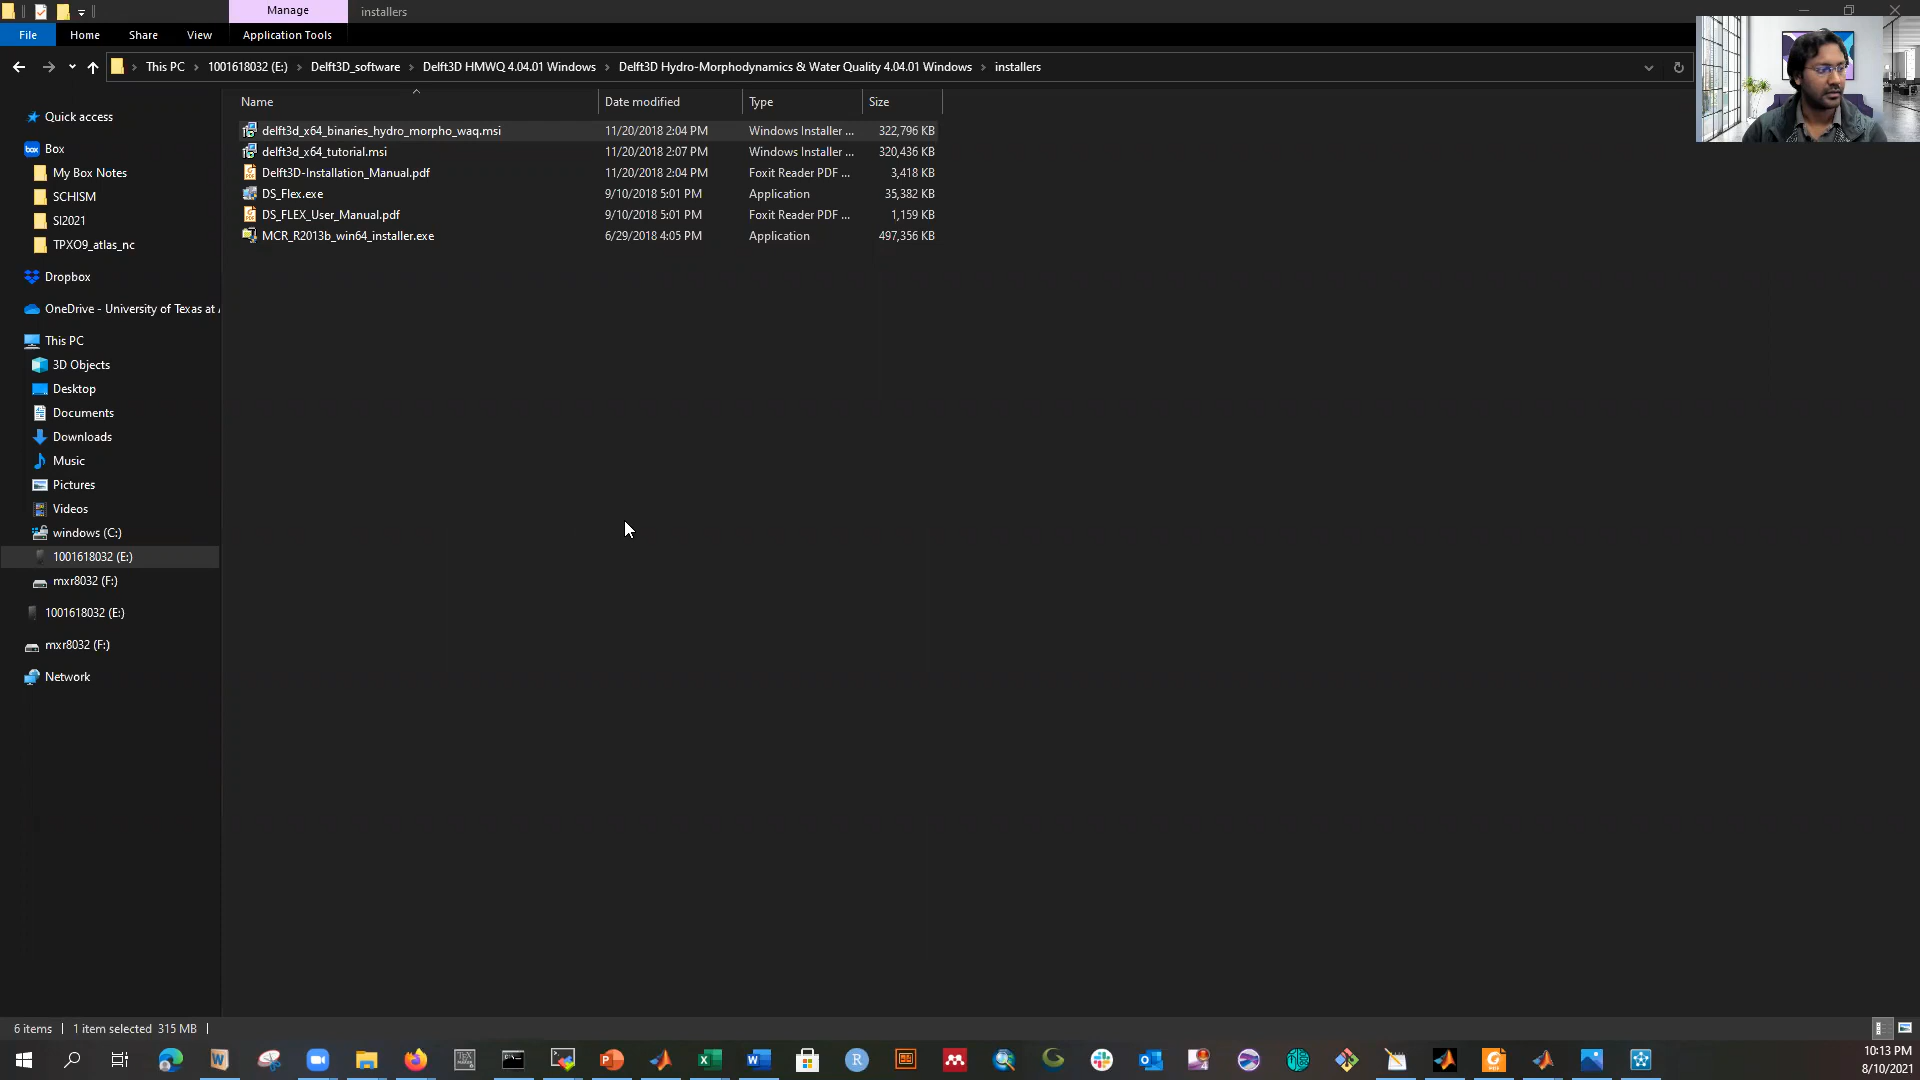 Manage installers
File Home Share View Application Tools
This PC 1001618032 (E:) Delft3D_software Delft3D HMWQ 4.04.01 Windows Delft3D Hydro-Morphodynamics & Water Quality 4.04.01 Windows installers
Name Date modified Type Size
delft3d_x64_binaries_hydro_morpho_waq.msi 11/20/2018 2:04 PM Windows Installer ... 322,796 KB
delft3d_x64_tutorial.msi 11/20/2018 2:07 PM Windows Installer ... 320,436 KB
Delft3D-Installation_Manual.pdf 11/20/2018 2:04 PM Foxit Reader PDF ... 3,418 KB
DS_Flex.exe 9/10/2018 5:01 PM Application 35,382 KB
DS_FLEX_User_Manual.pdf 9/10/2018 5:01 PM Foxit Reader PDF ... 1,159 KB
MCR_R2013b_win64_installer.exe 6/29/2018 4:05 PM Application 497,356 KB
Quick access
Box
My Box Notes
SCHISM
SI2021
TPXO9_atlas_nc
Dropbox
OneDrive - University of Texas at
This PC
3D Objects
Desktop
Documents
Downloads
Music
Pictures
Videos
windows (C:)
1001618032 (E:)
mxr8032 (F:)
1001618032 (E:)
mxr8032 (F:)
Network
6 items 1 item selected 315 MB
10:13 PM
8/10/2021